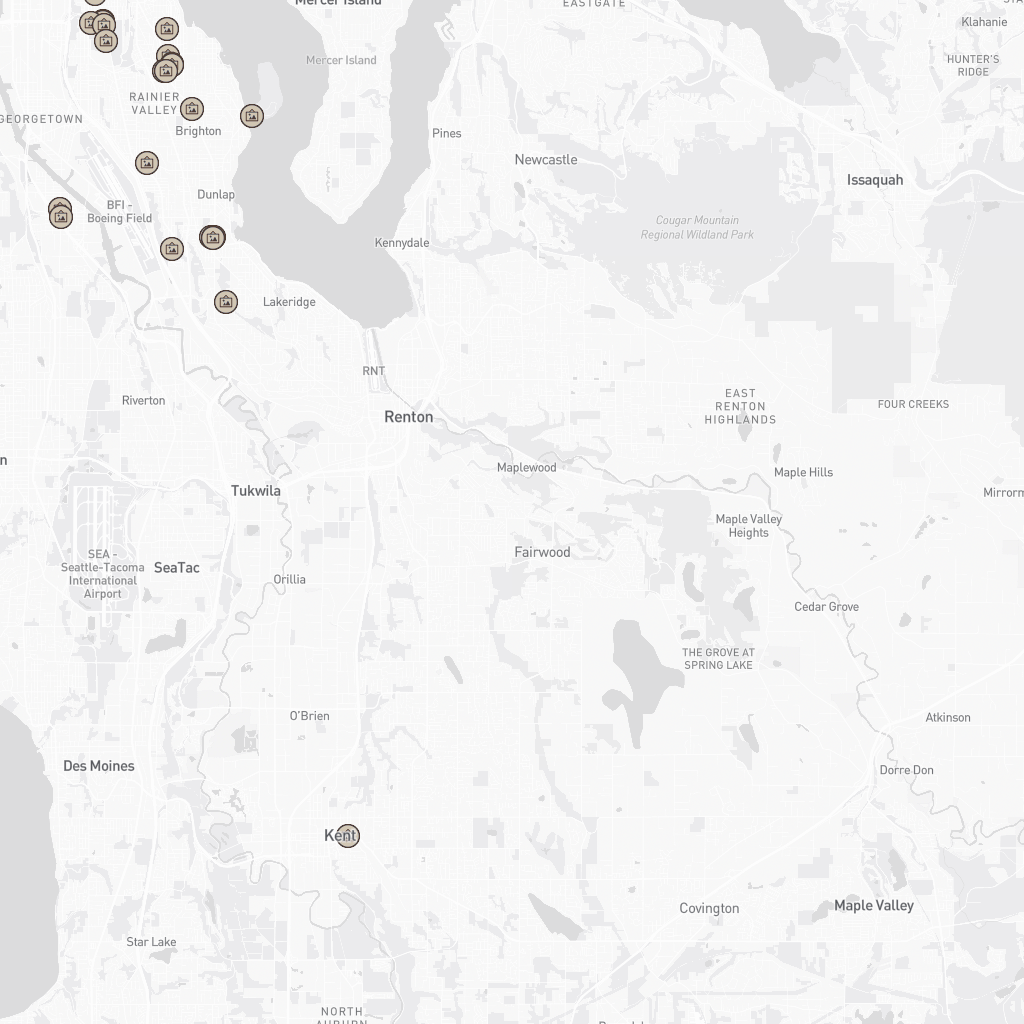 Mercer Island
EASTGATE
Klahanie
Mercer Island
HUNTER'S
RIDGE
RAINIER
VALLEY
GEORGETOWN
Brighton
Pines
Newcastle
Issaquah
Dunlap
BFI -
Boeing Field
Cougar Mountain
Regional Wildland Park
Kennydale
Lakeridge
RNT
Riverton
EAST
RENTON
HIGHLANDS
FOUR CREEKS
Renton
Maplewood
Maple Hills
Tukwila
Mirrorm
Maple Valley
Heights
SEA -
Seattle-Tacoma
International
Airport
SeaTac
Fairwood
Orillia
Cedar Grove
THE GROVE AT
SPRING LAKE
O'Brien
Atkinson
Des Moines
Dorre Don
Kent
Covington
Maple Valley
Star Lake
NORTH
AUBURN